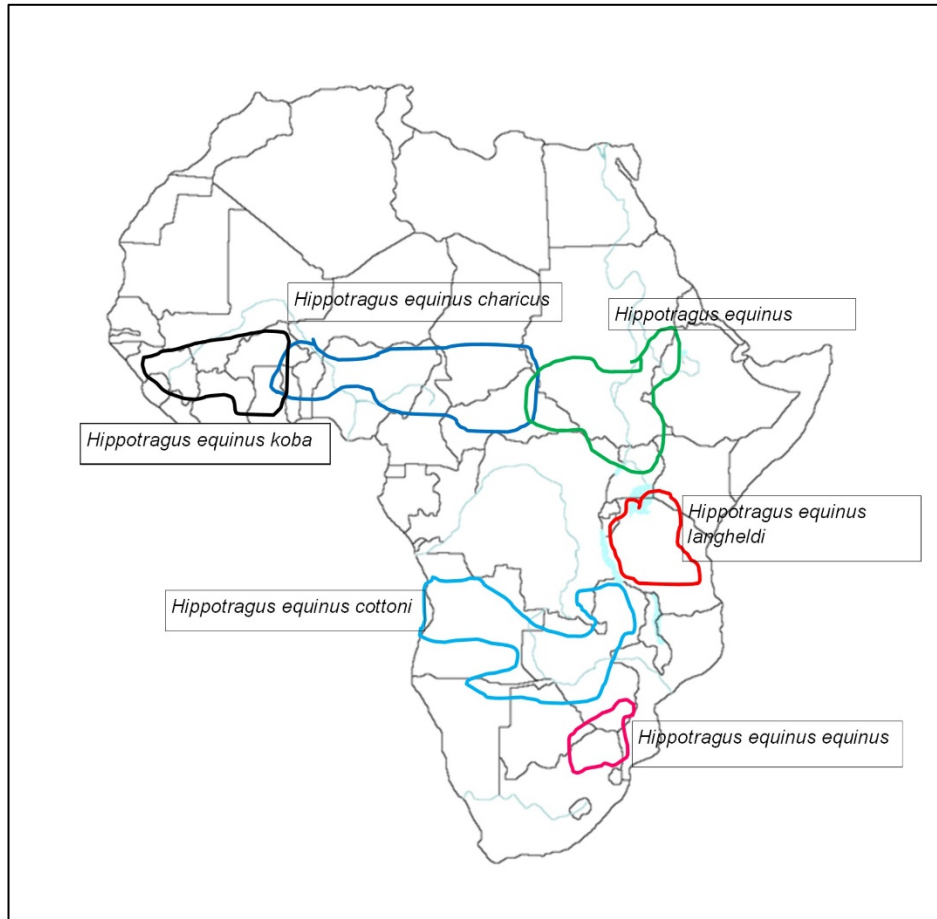 Hippotragus equinus charicus
Hippotragus equinus
Hippotragus equinus koba
Hippotragus equinus
langheldi
Hippotragus equinus cottoni
Hippotragus equinus equinus